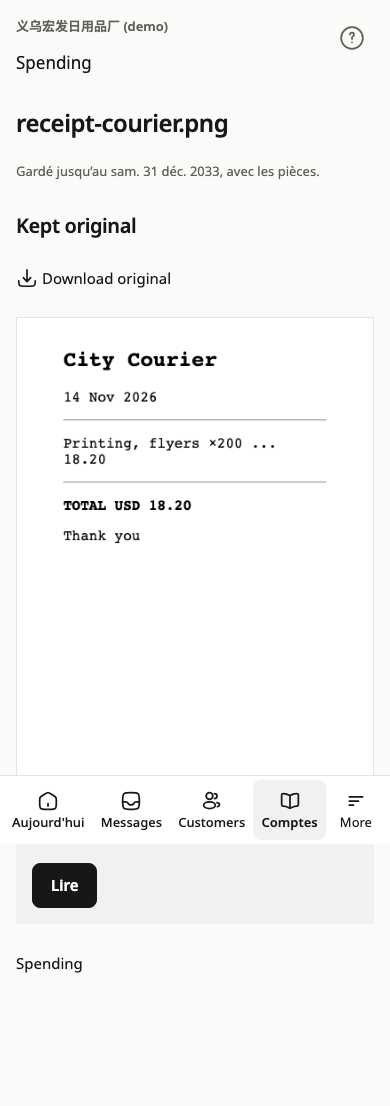 义乌宏发日用品厂 (demo)
Spending
receipt-courier.png
Gardé jusqu’au sam. 31 déc. 2033, avec les pièces.
Kept original
Download original
City Courier
14 Nov 2026
Printing, flyers ×200 ...
18.20
TOTAL USD 18.20
Thank you
Aujourd'hui Messages Customers Comptes More
Lire
Spending